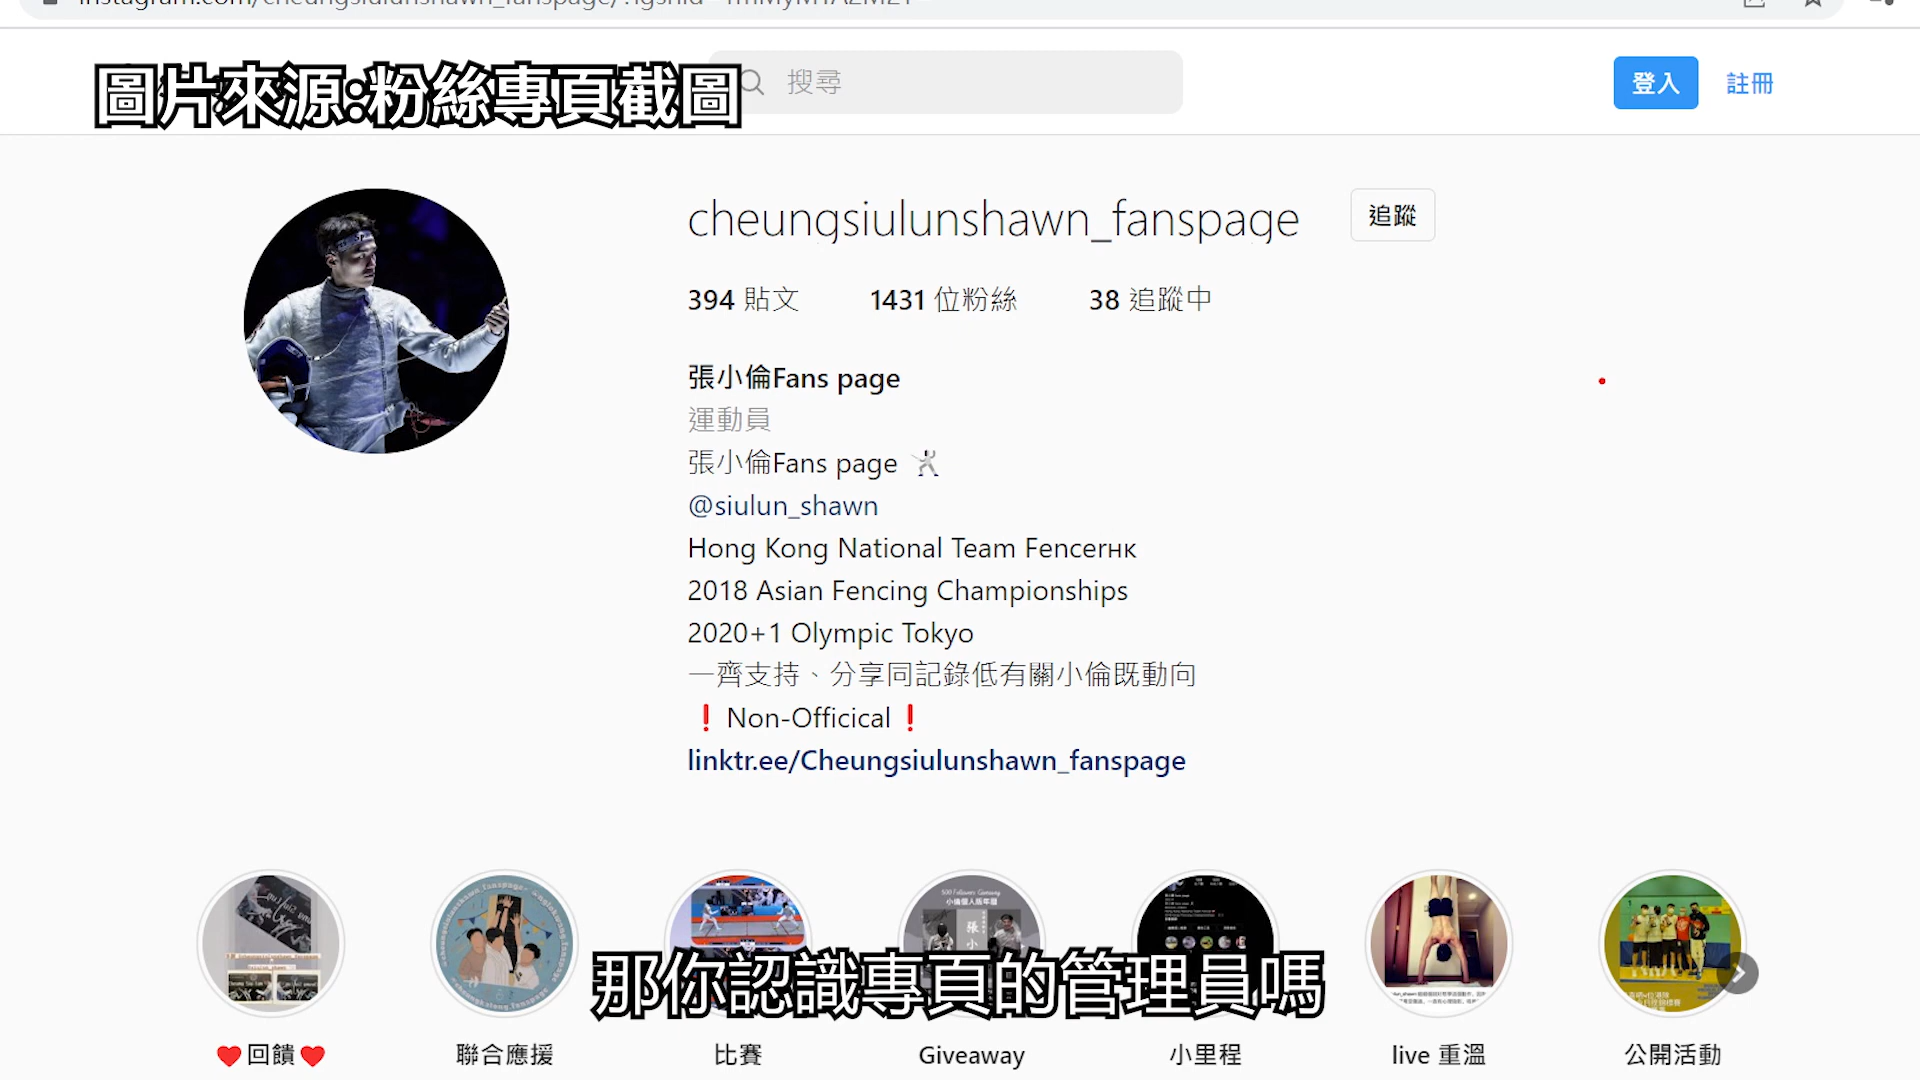 圖片來源:粉絲專頁截圖
搜尋
登入
註冊
cheungsiulunshawn_fanspage
追蹤
394 貼文 1431 位粉絲 38 追蹤中
張小倫Fans page
運動員
張小倫Fans page 🤺
@siulun_shawn
Hong Kong National Team Fencerʜᴋ
2018 Asian Fencing Championships
2020+1 Olympic Tokyo
一齊支持、分享同記錄低有關小倫既動向
❗Non-Officical❗
linktr.ee/Cheungsiulunshawn_fanspage
那你認識專頁的管理員嗎
❤️回饋❤️ 聯合應援 比賽 Giveaway 小里程 live 重溫 公開活動